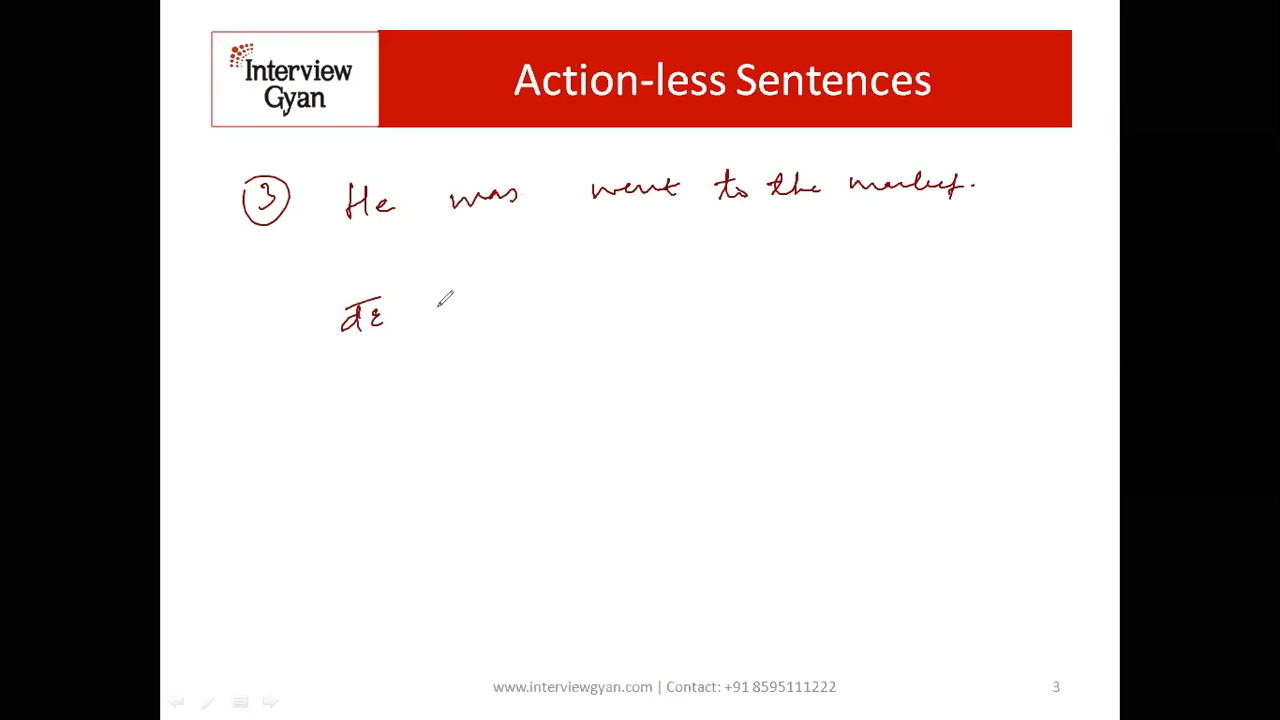 Interview
Gyan
Action-less Sentences
3 He was went to the market.
वह
www.interviewgyan.com | Contact: +91 8595111222
3